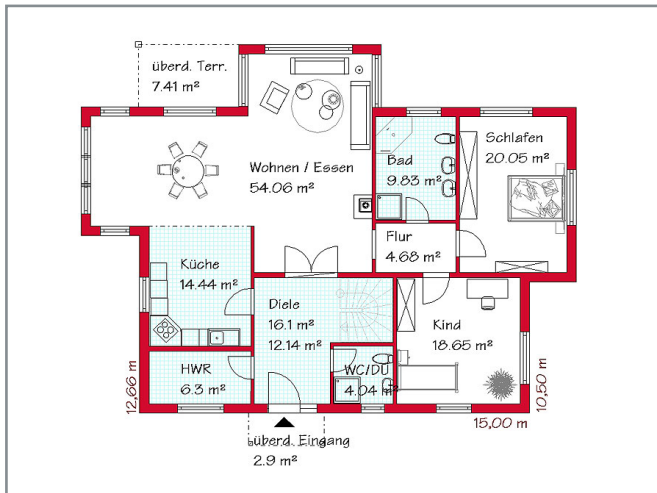 überd. Terr.
7.41 m²
Wohnen / Essen
54.06 m²
Bad
9.83 m²
Schlafen
20.05 m²
Flur
4.68 m²
Küche
14.44 m²
Diele
16.1 m²
12.14 m²
Kind
18.65 m²
HWR
6.3 m²
WC/DU
4.04 m²
12,66 m
10,50 m
15,00 m
überd. Eingang
2.9 m²